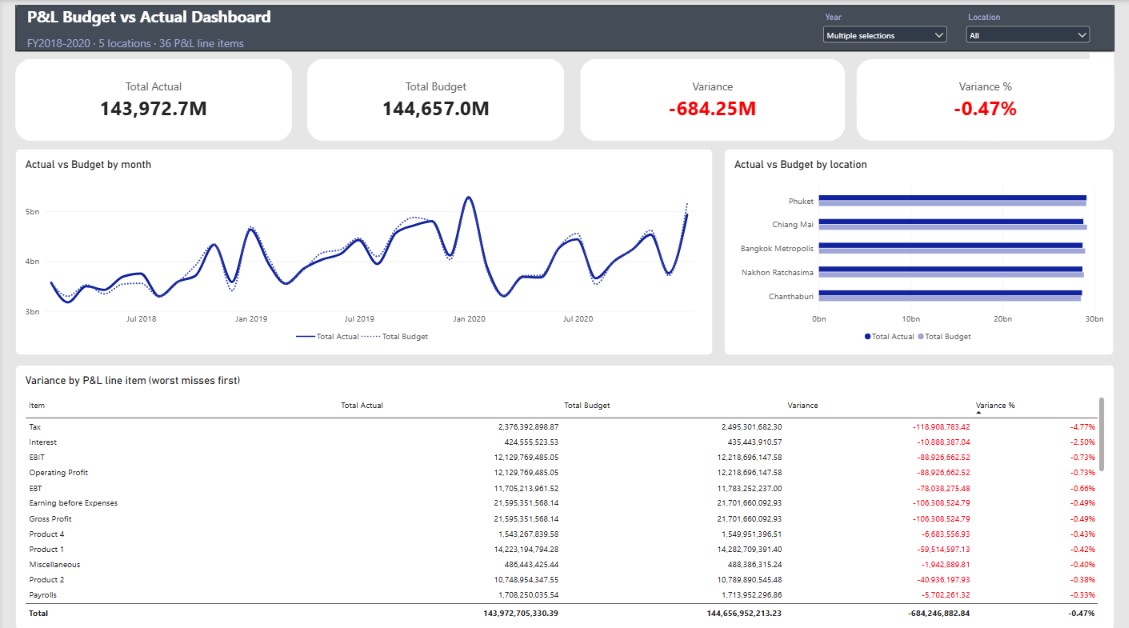 P&L Budget vs Actual Dashboard
FY2018-2020 · 5 locations · 36 P&L line items
Year
Multiple selections
Location
All
Total Actual
143,972.7M
Total Budget
144,657.0M
Variance
-684.25M
Variance %
-0.47%
Actual vs Budget by month
5bn
4bn
3bn
Jul 2018 Jan 2019 Jul 2019 Jan 2020 Jul 2020
Total Actual Total Budget
Actual vs Budget by location
Phuket
Chiang Mai
Bangkok Metropolis
Nakhon Ratchasima
Chanthaburi
0bn 10bn 20bn 30bn
Total Actual Total Budget
Variance by P&L line item (worst misses first)
Item Total Actual Total Budget Variance Variance %
Tax 2,376,392,898.87 2,495,301,682.30 -118,908,783.42 -4.77%
Interest 424,555,523.53 435,443,910.57 -10,888,387.04 -2.50%
EBIT 12,129,769,485.05 12,218,696,147.58 -88,926,662.52 -0.73%
Operating Profit 12,129,769,485.05 12,218,696,147.58 -88,926,662.52 -0.73%
EBT 11,705,213,961.52 11,783,252,237.00 -78,038,275.48 -0.66%
Earning before Expenses 21,595,351,568.14 21,701,660,092.93 -106,308,524.79 -0.49%
Gross Profit 21,595,351,568.14 21,701,660,092.93 -106,308,524.79 -0.49%
Product 4 1,543,267,839.58 1,549,951,396.51 -6,683,556.93 -0.43%
Product 1 14,223,194,794.28 14,282,709,391.40 -59,514,597.13 -0.42%
Miscellaneous 486,443,425.44 488,386,315.24 -1,942,889.81 -0.40%
Product 2 10,748,954,347.55 10,789,890,545.48 -40,936,197.93 -0.38%
Payrolls 1,708,250,035.54 1,713,952,296.86 -5,702,261.32 -0.33%
Total 143,972,705,330.39 144,656,952,213.23 -684,246,882.84 -0.47%